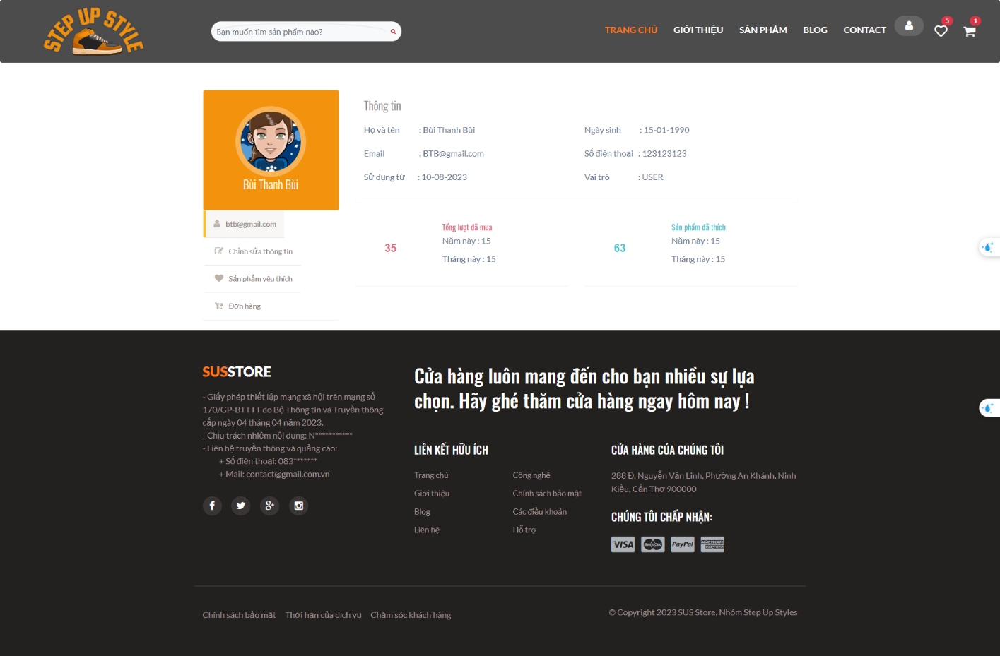 STEP UP STYLE
Bạn muốn tìm sản phẩm nào?
TRANG CHỦ GIỚI THIỆU SẢN PHẨM BLOG CONTACT 5 1
Bùi Thanh Bùi
btb@gmail.com
Chỉnh sửa thông tin
Sản phẩm yêu thích
Đơn hàng
Thông tin
Họ và tên : Bùi Thanh Bùi Ngày sinh : 15-01-1990
Email : BTB@gmail.com Số điện thoại : 123123123
Sử dụng từ : 10-08-2023 Vai trò : USER
35
Tổng lượt đã mua
Năm này : 15
Tháng này : 15
63
Sản phẩm đã thích
Năm này : 15
Tháng này : 15
SUSSTORE
- Giấy phép thiết lập mạng xã hội trên mạng số
170/GP-BTTTT do Bộ Thông tin và Truyền thông
cấp ngày 04 tháng 04 năm 2023.
- Chịu trách nhiệm nội dung: N***********
- Liên hệ truyền thông và quảng cáo:
+ Số điện thoại: 083*******
+ Mail: contact@gmail.com.vn
Cửa hàng luôn mang đến cho bạn nhiều sự lựa
chọn. Hãy ghé thăm cửa hàng ngay hôm nay !
LIÊN KẾT HỮU ÍCH
Trang chủ Công nghệ
Giới thiệu Chính sách bảo mật
Blog Các điều khoản
Liên hệ Hỗ trợ
CỬA HÀNG CỦA CHÚNG TÔI
288 Đ. Nguyễn Văn Linh, Phường An Khánh, Ninh
Kiều, Cần Thơ 900000
CHÚNG TÔI CHẤP NHẬN:
VISA MasterCard PayPal AMERICAN EXPRESS
Chính sách bảo mật Thời hạn của dịch vụ Chăm sóc khách hàng
© Copyright 2023 SUS Store, Nhóm Step Up Styles